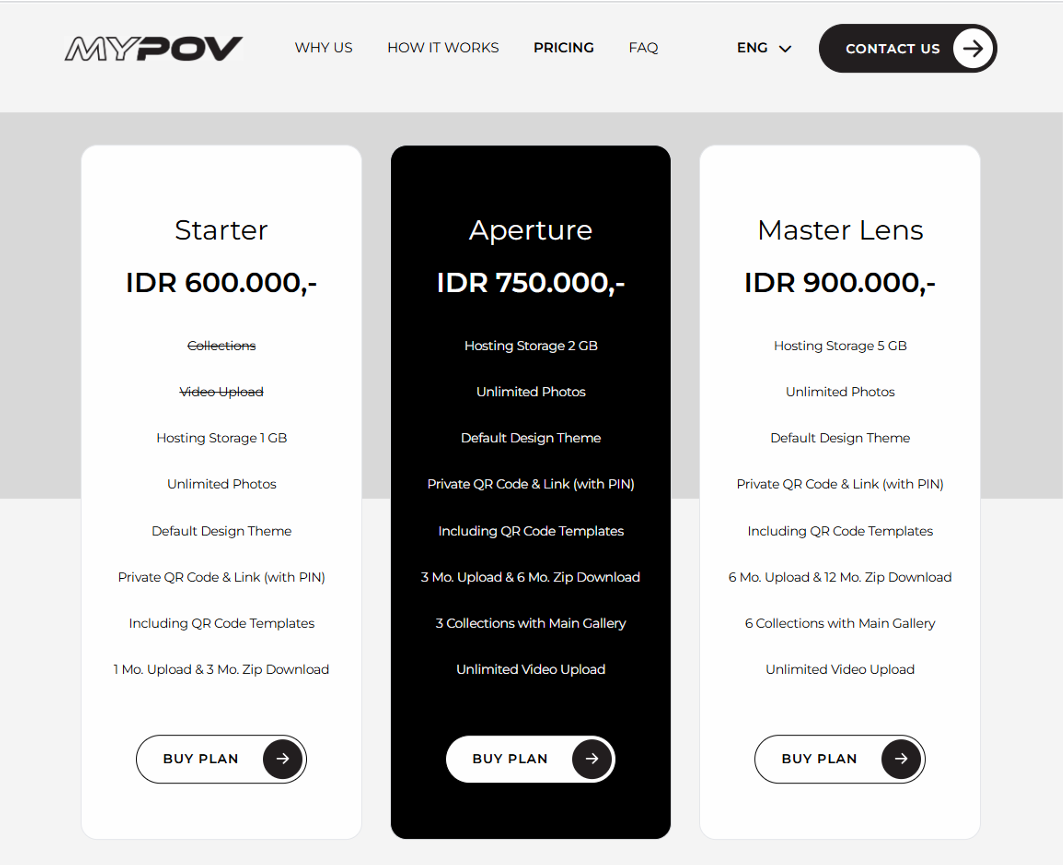 MYPOV
WHY US
HOW IT WORKS
PRICING
FAQ
ENG
CONTACT US
Starter
IDR 600.000,-
Collections
Video Upload
Hosting Storage 1 GB
Unlimited Photos
Default Design Theme
Private QR Code & Link (with PIN)
Including QR Code Templates
1 Mo. Upload & 3 Mo. Zip Download
BUY PLAN
Aperture
IDR 750.000,-
Hosting Storage 2 GB
Unlimited Photos
Default Design Theme
Private QR Code & Link (with PIN)
Including QR Code Templates
3 Mo. Upload & 6 Mo. Zip Download
3 Collections with Main Gallery
Unlimited Video Upload
BUY PLAN
Master Lens
IDR 900.000,-
Hosting Storage 5 GB
Unlimited Photos
Default Design Theme
Private QR Code & Link (with PIN)
Including QR Code Templates
6 Mo. Upload & 12 Mo. Zip Download
6 Collections with Main Gallery
Unlimited Video Upload
BUY PLAN